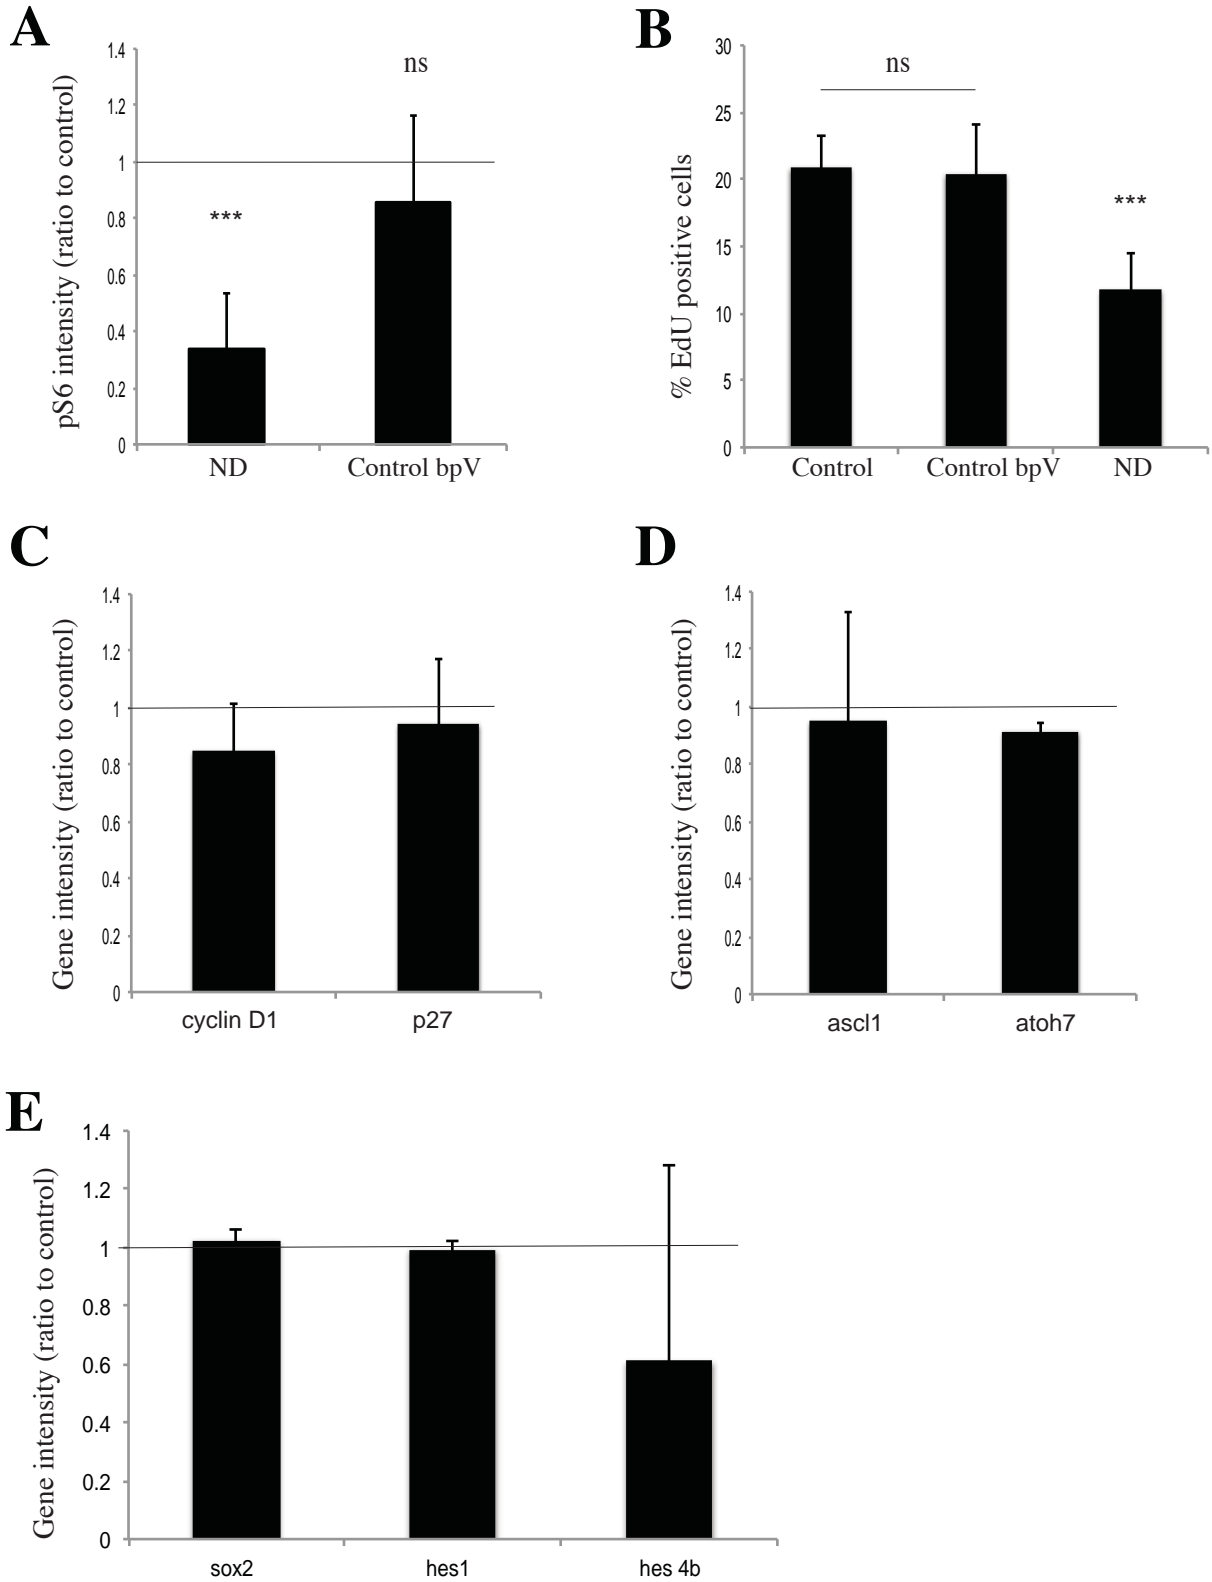 A
pS6 intensity (ratio to control)
1.4
1.2
1
0.8
0.6
0.4
0.2
0
***
ns
ND
Control bpV
B
% EdU positive cells
30
25
20
15
10
5
0
ns
***
Control
Control bpV
ND
C
Gene intensity (ratio to control)
1.4
1.2
1
0.8
0.6
0.4
0.2
0
cyclin D1
p27
D
Gene intensity (ratio to control)
1.4
1.2
1
0.8
0.6
0.4
0.2
0
ascl1
atoh7
E
Gene intensity (ratio to control)
1.4
1.2
1
0.8
0.6
0.4
0.2
0
sox2
hes1
hes 4b